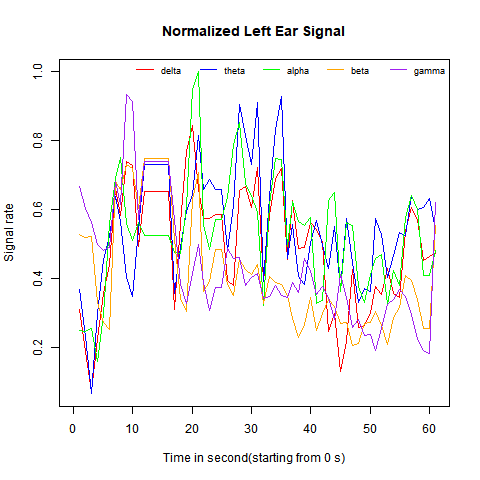 Normalized Left Ear Signal
delta theta alpha beta gamma
Signal rate
1.0
0.8
0.6
0.4
0.2
0 10 20 30 40 50 60
Time in second(starting from 0 s)